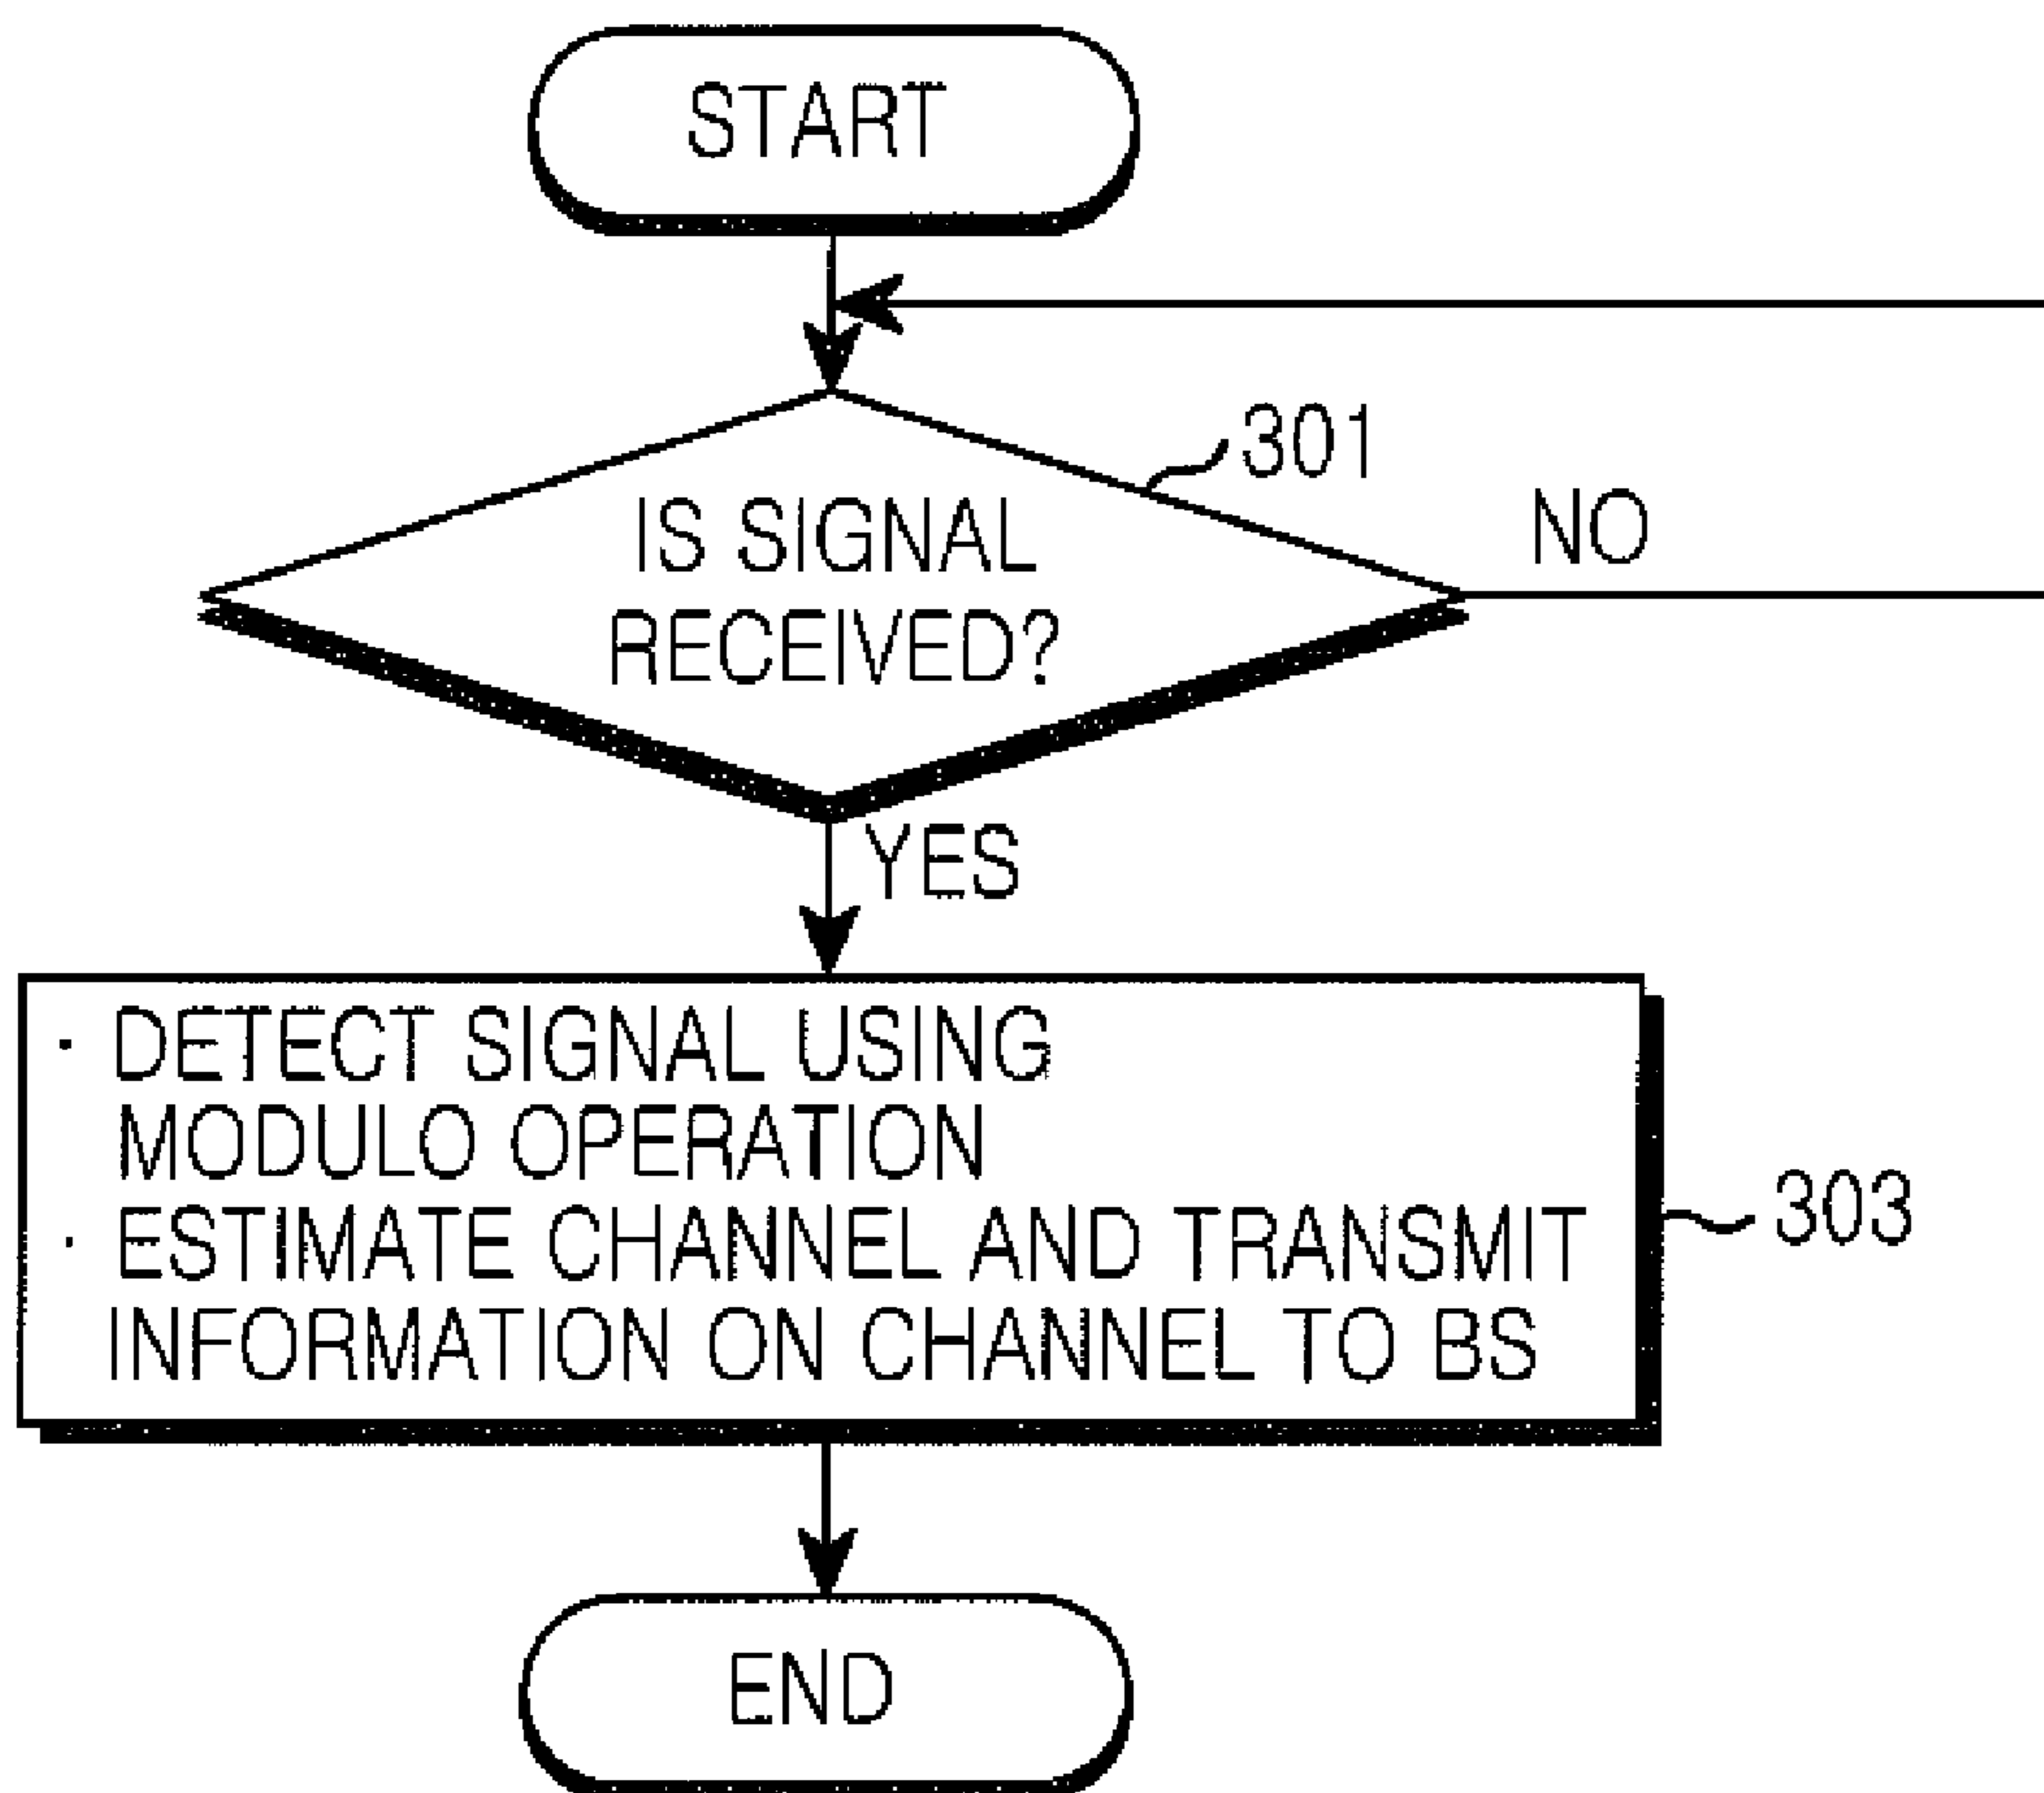 START
301
IS SIGNAL
RECEIVED?
NO
YES
· DETECT SIGNAL USING
MODULO OPERATION
· ESTIMATE CHANNEL AND TRANSMIT
INFORMATION ON CHANNEL TO BS
303
END